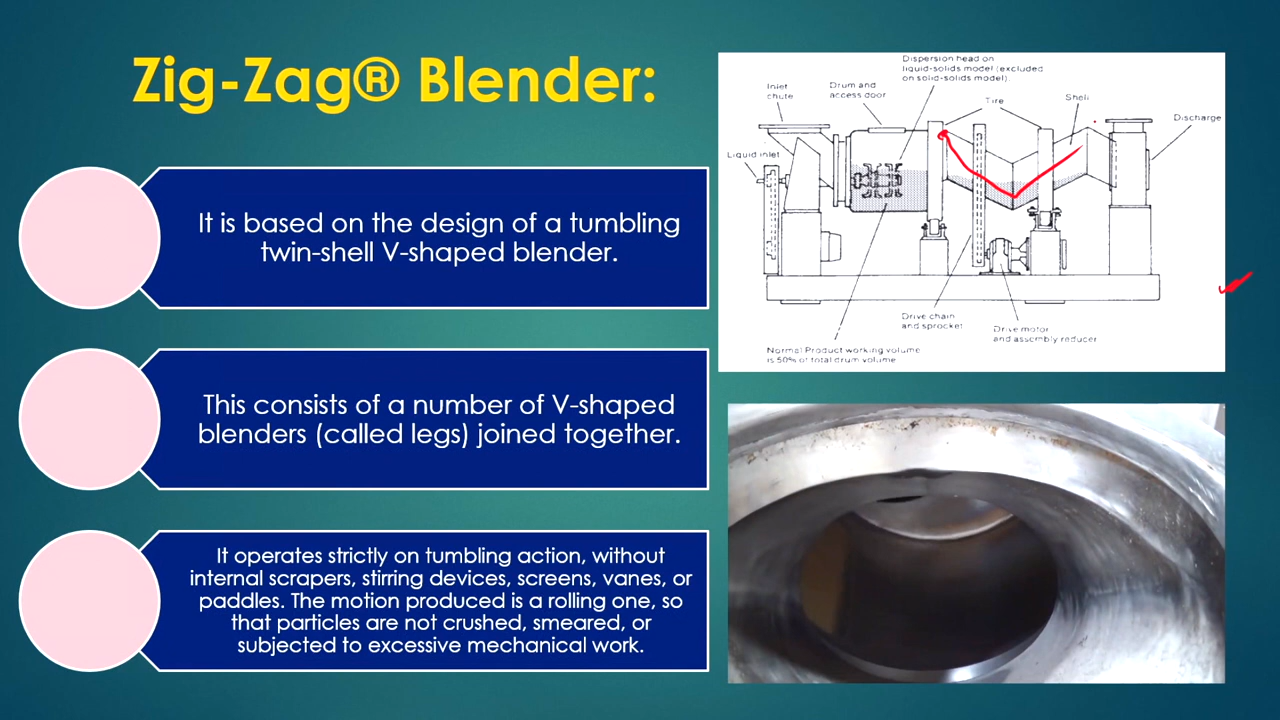 Zig-Zag® Blender:
It is based on the design of a tumbling
twin-shell V-shaped blender.
This consists of a number of V-shaped
blenders (called legs) joined together.
It operates strictly on tumbling action, without
internal scrapers, stirring devices, screens, vanes, or
paddles. The motion produced is a rolling one, so
that particles are not crushed, smeared, or
subjected to excessive mechanical work.
Dispersion head on
liquid-solids model (excluded
on solid-solids model).
Inlet
chute
Drum and
access door
Tire
Shell
Discharge
Liquid inlet
Drive chain
and sprocket
Drive motor
and assembly reducer
Normal Product working volume
is 50% of total drum volume